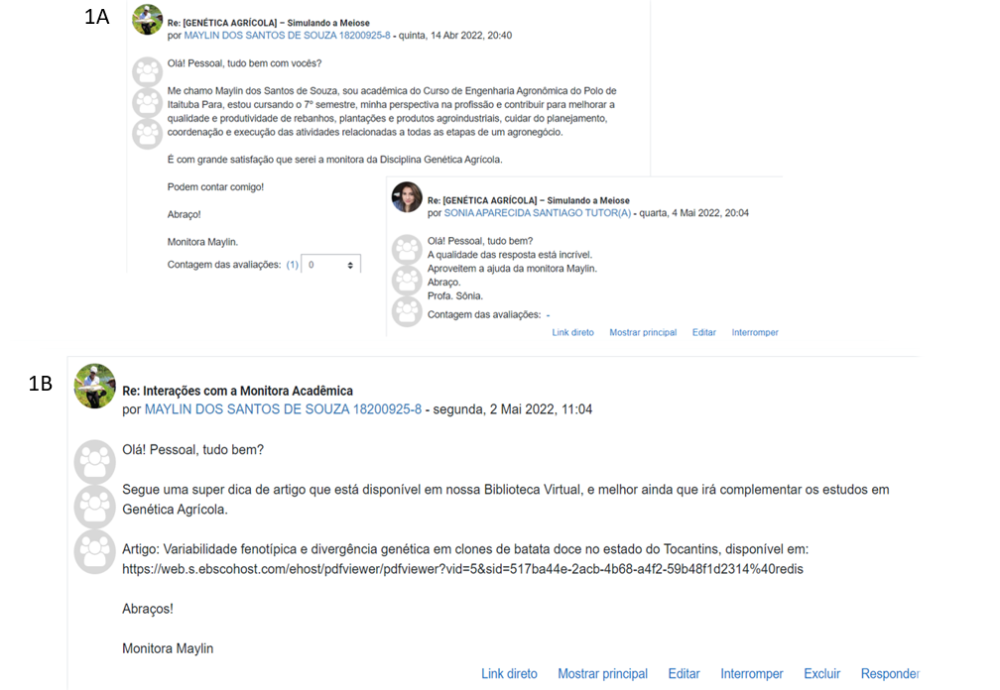 1A
Re: [GENÉTICA AGRÍCOLA] – Simulando a Meiose
por MAYLIN DOS SANTOS DE SOUZA 18200925-8 - quinta, 14 Abr 2022, 20:40
Olá! Pessoal, tudo bem com vocês?
Me chamo Maylin dos Santos de Souza, sou acadêmica do Curso de Engenharia Agronômica do Polo de
Itaituba Para, estou cursando o 7º semestre, minha perspectiva na profissão e contribuir para melhorar a
qualidade e produtividade de rebanhos, plantações e produtos agroindustriais, cuidar do planejamento,
coordenação e execução das atividades relacionadas a todas as etapas de um agronegócio.
É com grande satisfação que serei a monitora da Disciplina Genética Agrícola.
Podem contar comigo!
Abraço!
Monitora Maylin.
Contagem das avaliações: (1) 0
Re: [GENÉTICA AGRÍCOLA] – Simulando a Meiose
por SONIA APARECIDA SANTIAGO TUTOR(A) - quarta, 4 Mai 2022, 20:04
Olá! Pessoal, tudo bem?
A qualidade das resposta está incrível.
Aproveitem a ajuda da monitora Maylin.
Abraço.
Profa. Sônia.
Contagem das avaliações: -
Link direto Mostrar principal Editar Interromper
1B
Re: Interações com a Monitora Acadêmica
por MAYLIN DOS SANTOS DE SOUZA 18200925-8 - segunda, 2 Mai 2022, 11:04
Olá! Pessoal, tudo bem?
Segue uma super dica de artigo que está disponível em nossa Biblioteca Virtual, e melhor ainda que irá complementar os estudos em
Genética Agrícola.
Artigo: Variabilidade fenotípica e divergência genética em clones de batata doce no estado do Tocantins, disponível em:
https://web.s.ebscohost.com/ehost/pdfviewer/pdfviewer?vid=5&sid=517ba44e-2acb-4b68-a4f2-59b48f1d2314%40redis
Abraços!
Monitora Maylin
Link direto Mostrar principal Editar Interromper Excluir Responder